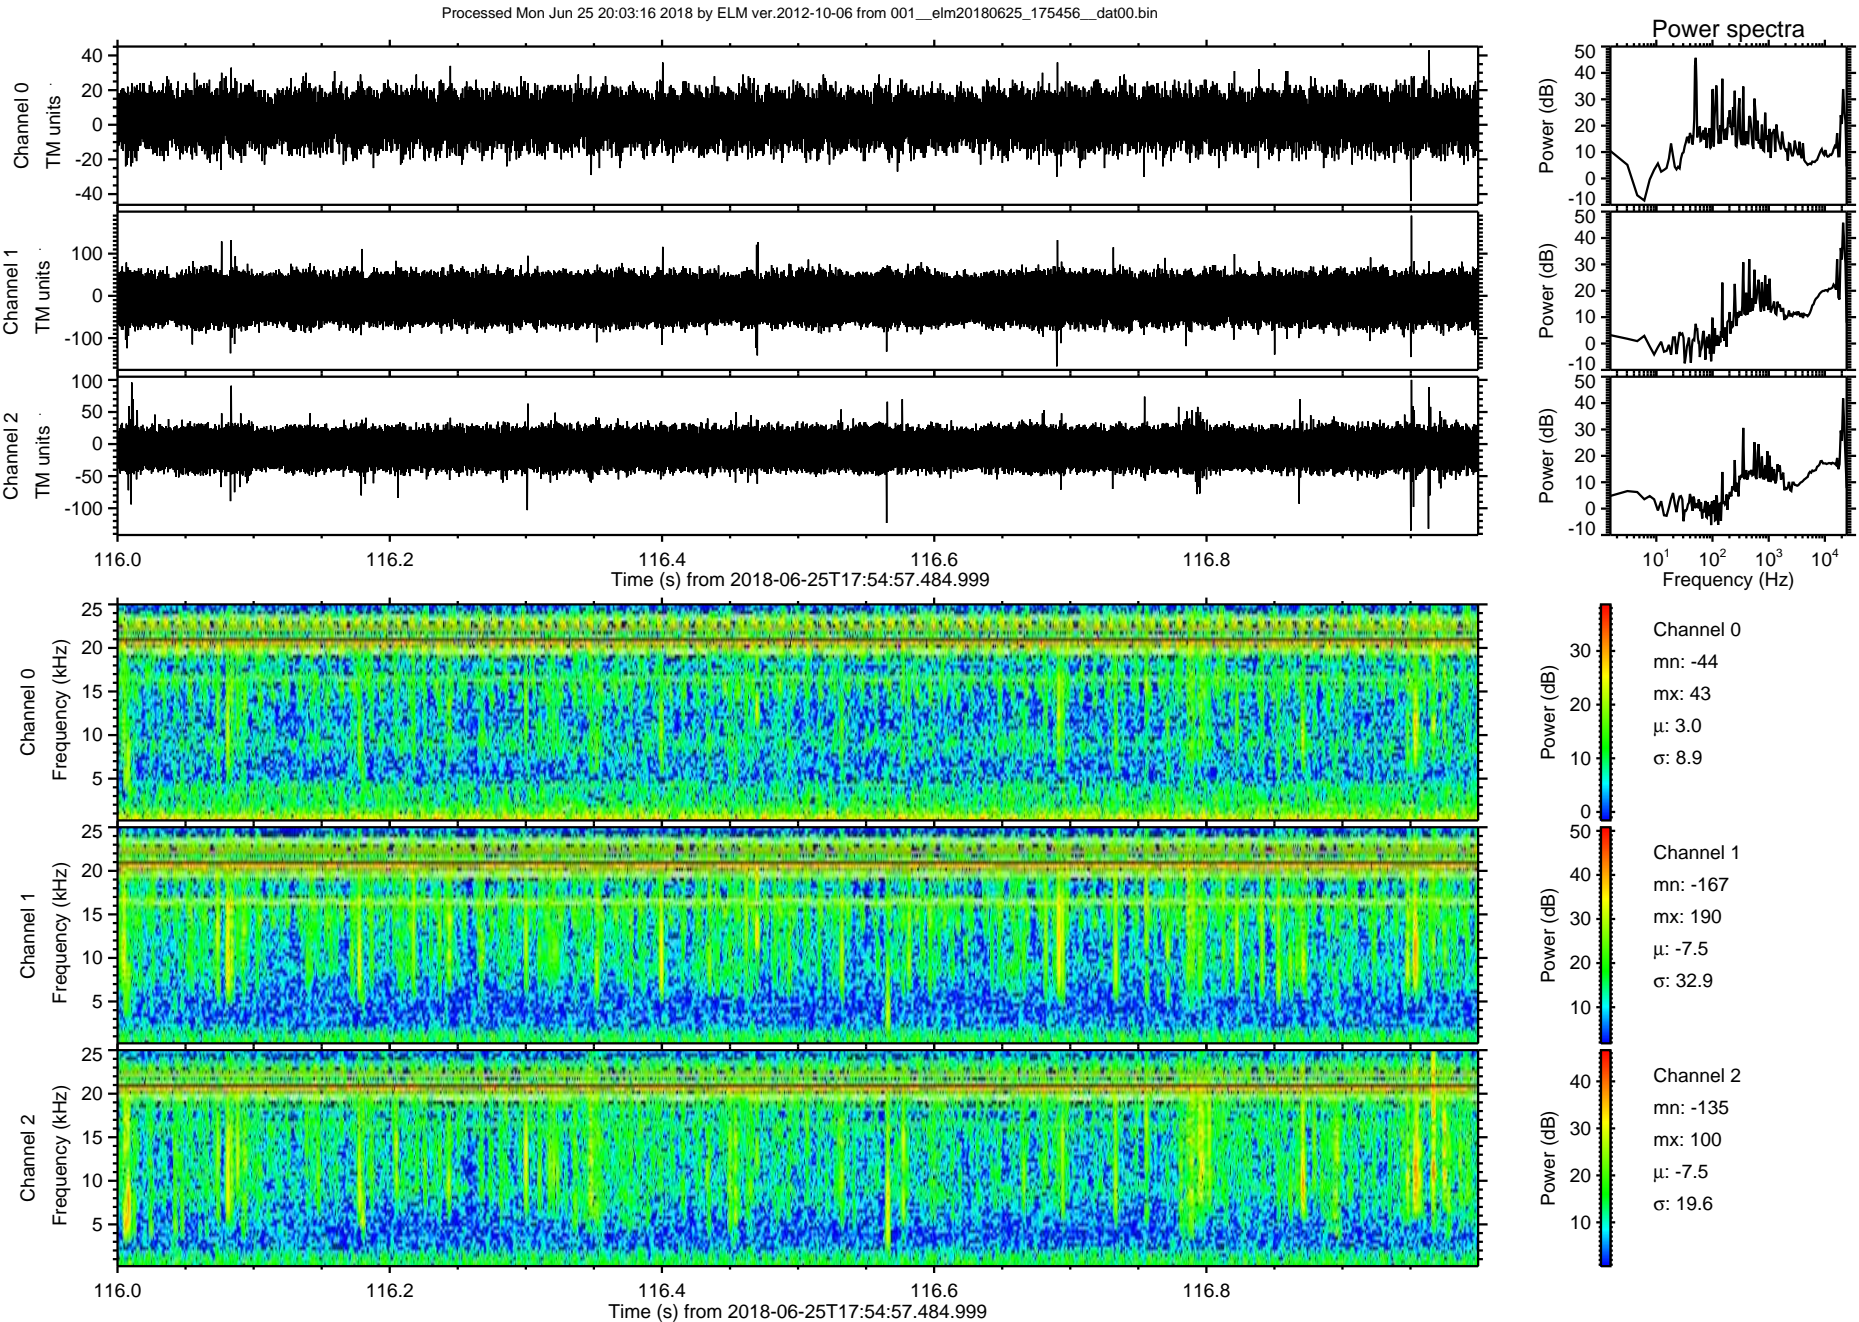 Processed Mon Jun 25 20:03:16 2018 by ELM ver.2012-10-06 from 001__elm20180625_175456__dat00.bin
Power spectra
Channel 0
TM units
40
20
0
-20
-40
Power (dB)
50
40
30
20
10
0
-10
Channel 1
TM units
100
0
-100
Power (dB)
50
40
30
20
10
0
-10
Channel 2
TM units
100
50
0
-50
-100
Power (dB)
50
40
30
20
10
0
-10
116.0 116.2 116.4 116.6 116.8
Time (s) from 2018-06-25T17:54:57.484.999
10^1 10^2 10^3 10^4
Frequency (Hz)
Channel 0
Frequency (kHz)
25
20
15
10
5
Power (dB)
30
20
10
0
Channel 0
mn: -44
mx: 43
μ: 3.0
σ: 8.9
Channel 1
Frequency (kHz)
25
20
15
10
5
Power (dB)
50
40
30
20
10
Channel 1
mn: -167
mx: 190
μ: -7.5
σ: 32.9
Channel 2
Frequency (kHz)
25
20
15
10
5
Power (dB)
40
30
20
10
Channel 2
mn: -135
mx: 100
μ: -7.5
σ: 19.6
116.0 116.2 116.4 116.6 116.8
Time (s) from 2018-06-25T17:54:57.484.999